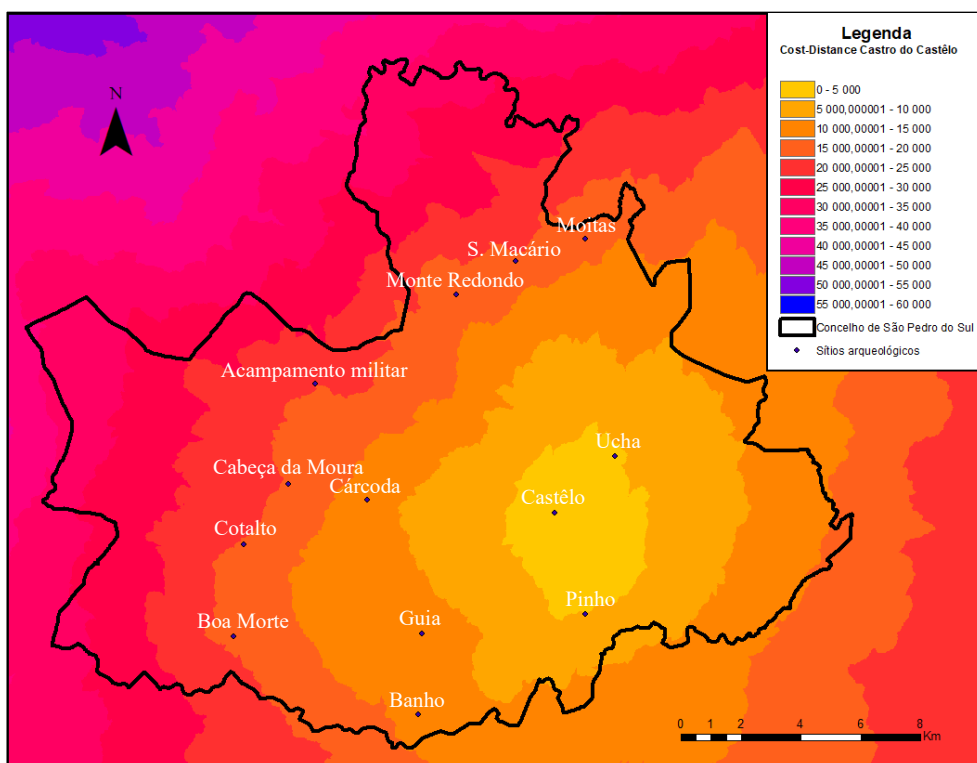 Legenda
Cost-Distance Castro do Castêlo
0 - 5 000
5 000,000001 - 10 000
10 000,00001 - 15 000
15 000,00001 - 20 000
20 000,00001 - 25 000
25 000,00001 - 30 000
30 000,00001 - 35 000
35 000,00001 - 40 000
40 000,00001 - 45 000
45 000,00001 - 50 000
50 000,00001 - 55 000
55 000,00001 - 60 000
Concelho de São Pedro do Sul
Sítios arqueológicos
N
Moitas
S. Macário
Monte Redondo
Acampamento militar
Ucha
Cabeça da Moura
Cárcoda
Castêlo
Cotalto
Pinho
Boa Morte
Guia
Banho
0 1 2 4 6 8
Km